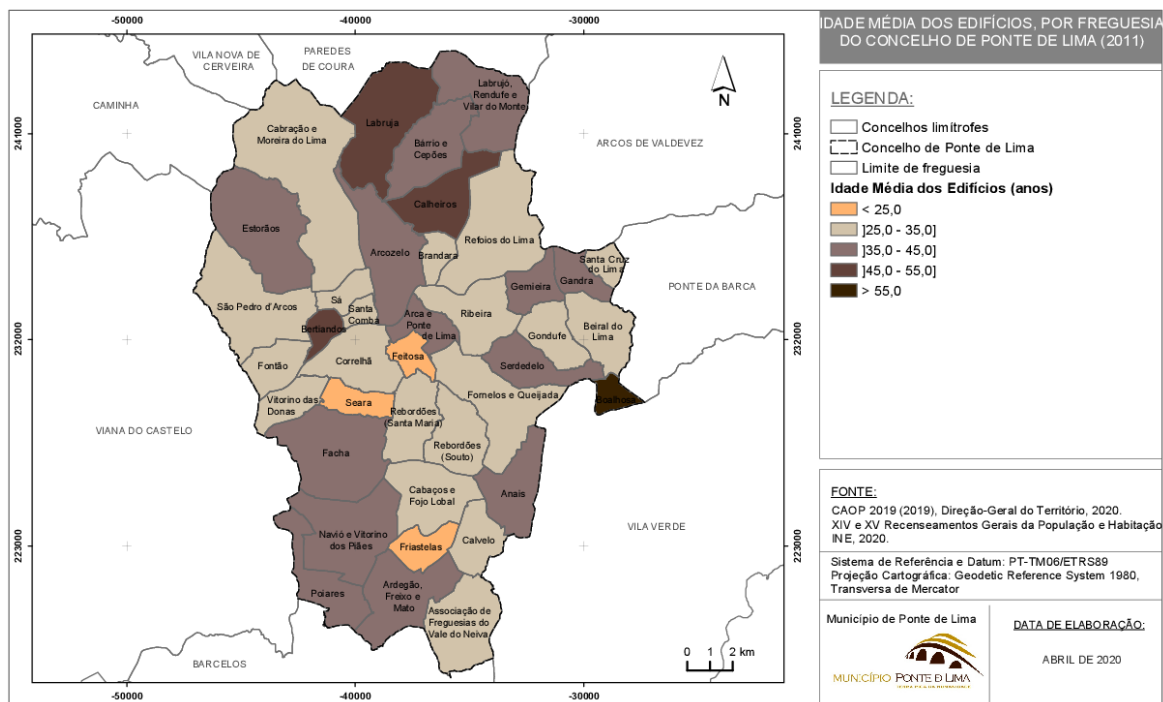 -50000
-40000
-30000
IDADE MÉDIA DOS EDIFÍCIOS, POR FREGUESIA
DO CONCELHO DE PONTE DE LIMA (2011)
VILA NOVA DE
CERVEIRA
PAREDES
DE COURA
CAMINHA
ARCOS DE VALDEVEZ
PONTE DA BARCA
VIANA DO CASTELO
VILA VERDE
BARCELOS
241000
232000
223000
241000
232000
223000
N
Cabração e
Moreira do Lima
Labruja
Labrujó,
Rendufe e
Vilar do Monte
Bárrio e
Cepões
Calheiros
Estorãos
Arcozelo
Brandara
Refoios do Lima
Santa Cruz
do Lima
Gemieira
Gandra
São Pedro d'Arcos
Sá
Santa
Comba
Bertiandos
Arca e
Ponte
de Lima
Ribeira
Gondufe
Beiral do
Lima
Fontão
Correlhã
Feitosa
Serdedelo
Boalhosa
Vitorino das
Donas
Seara
Rebordões
(Santa Maria)
Fornelos e Queijada
Rebordões
(Souto)
Facha
Cabaços e
Fojo Lobal
Anais
Navió e Vitorino
dos Piães
Friastelas
Calvelo
Poiares
Ardegão,
Freixo e
Mato
Associação de
Freguesias do
Vale do Neiva
0 1 2 km
-50000
-40000
-30000
LEGENDA:
Concelhos limítrofes
Concelho de Ponte de Lima
Limite de freguesia
Idade Média dos Edifícios (anos)
< 25,0
]25,0 - 35,0]
]35,0 - 45,0]
]45,0 - 55,0]
> 55,0
FONTE:
CAOP 2019 (2019), Direção-Geral do Território, 2020.
XIV e XV Recenseamentos Gerais da População e Habitação
INE, 2020.
Sistema de Referência e Datum: PT-TM06/ETRS89
Projeção Cartográfica: Geodetic Reference System 1980,
Transversa de Mercator
Município de Ponte de Lima
MUNICÍPIO PONTE D LIMA
DATA DE ELABORAÇÃO:
ABRIL DE 2020